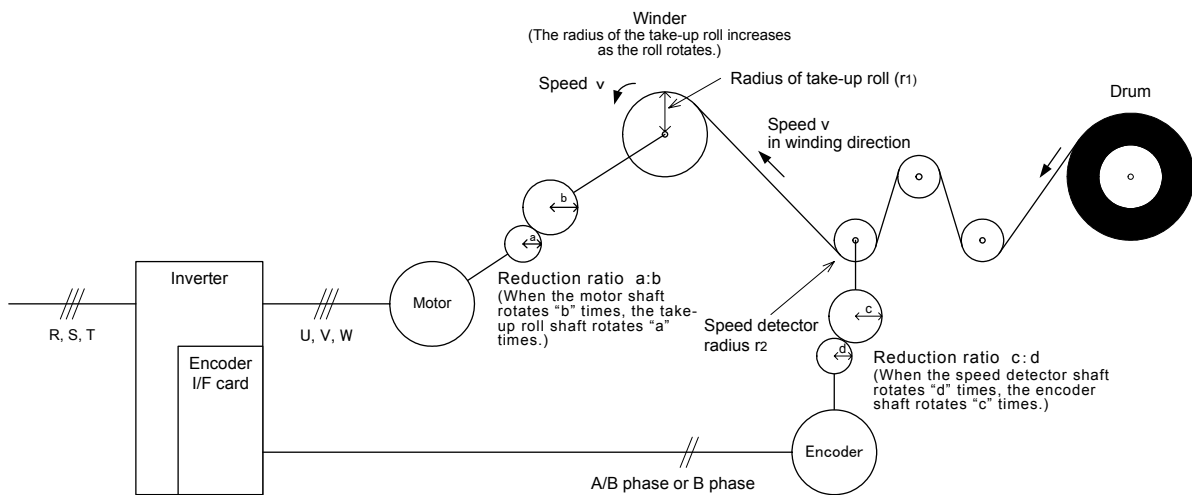 Winder
(The radius of the take-up roll increases
as the roll rotates.)
Speed v
Radius of take-up roll (r1)
Drum
Speed v
in winding direction
b
a
Reduction ratio a:b
(When the motor shaft
rotates “b” times, the take-
up roll shaft rotates “a”
times.)
Inverter
Motor
R, S, T
U, V, W
Encoder
I/F card
Speed detector
radius r2
c
d
Reduction ratio c:d
(When the speed detector shaft
rotates “d” times, the encoder
shaft rotates “c” times.)
Encoder
A/B phase or B phase